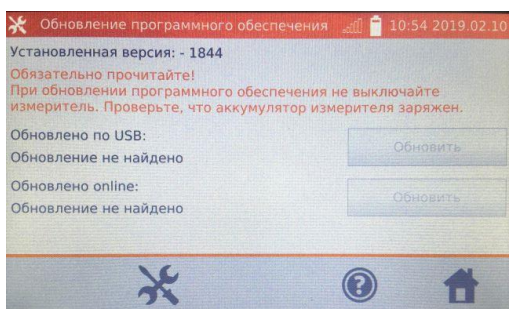 Обновление программного обеспечения 10:54 2019.02.10
Установленная версия: - 1844
Обязательно прочитайте!
При обновлении программного обеспечения не выключайте
измеритель. Проверьте, что аккумулятор измерителя заряжен.
Обновлено по USB:
Обновить
Обновление не найдено
Обновлено online:
Обновить
Обновление не найдено
?